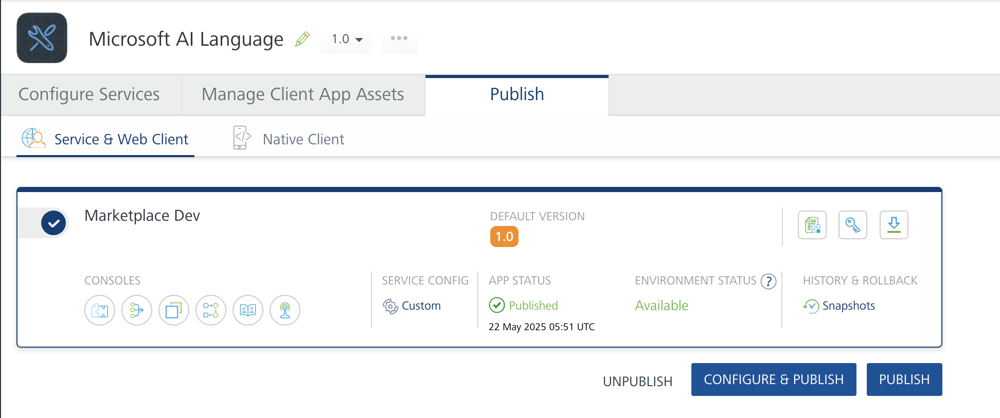 Microsoft AI Language
1.0
Configure Services
Manage Client App Assets
Publish
Service & Web Client
Native Client
Marketplace Dev
DEFAULT VERSION
1.0
CONSOLES
SERVICE CONFIG
APP STATUS
ENVIRONMENT STATUS ?
HISTORY & ROLLBACK
Custom
Published
Available
Snapshots
22 May 2025 05:51 UTC
UNPUBLISH
CONFIGURE & PUBLISH
PUBLISH